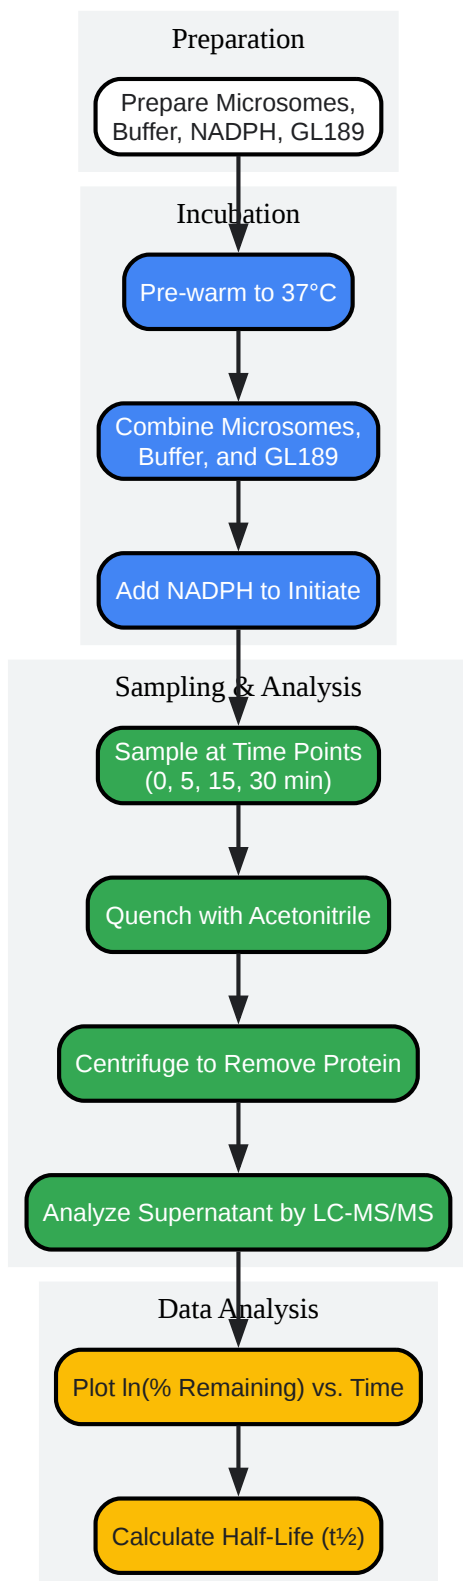 Preparation
Prepare Microsomes,
Buffer, NADPH, GL189
Incubation
Pre-warm to 37°C
Combine Microsomes,
Buffer, and GL189
Add NADPH to Initiate
Sampling & Analysis
Sample at Time Points
(0, 5, 15, 30 min)
Quench with Acetonitrile
Centrifuge to Remove Protein
Analyze Supernatant by LC-MS/MS
Data Analysis
Plot ln(% Remaining) vs. Time
Calculate Half-Life (t½)